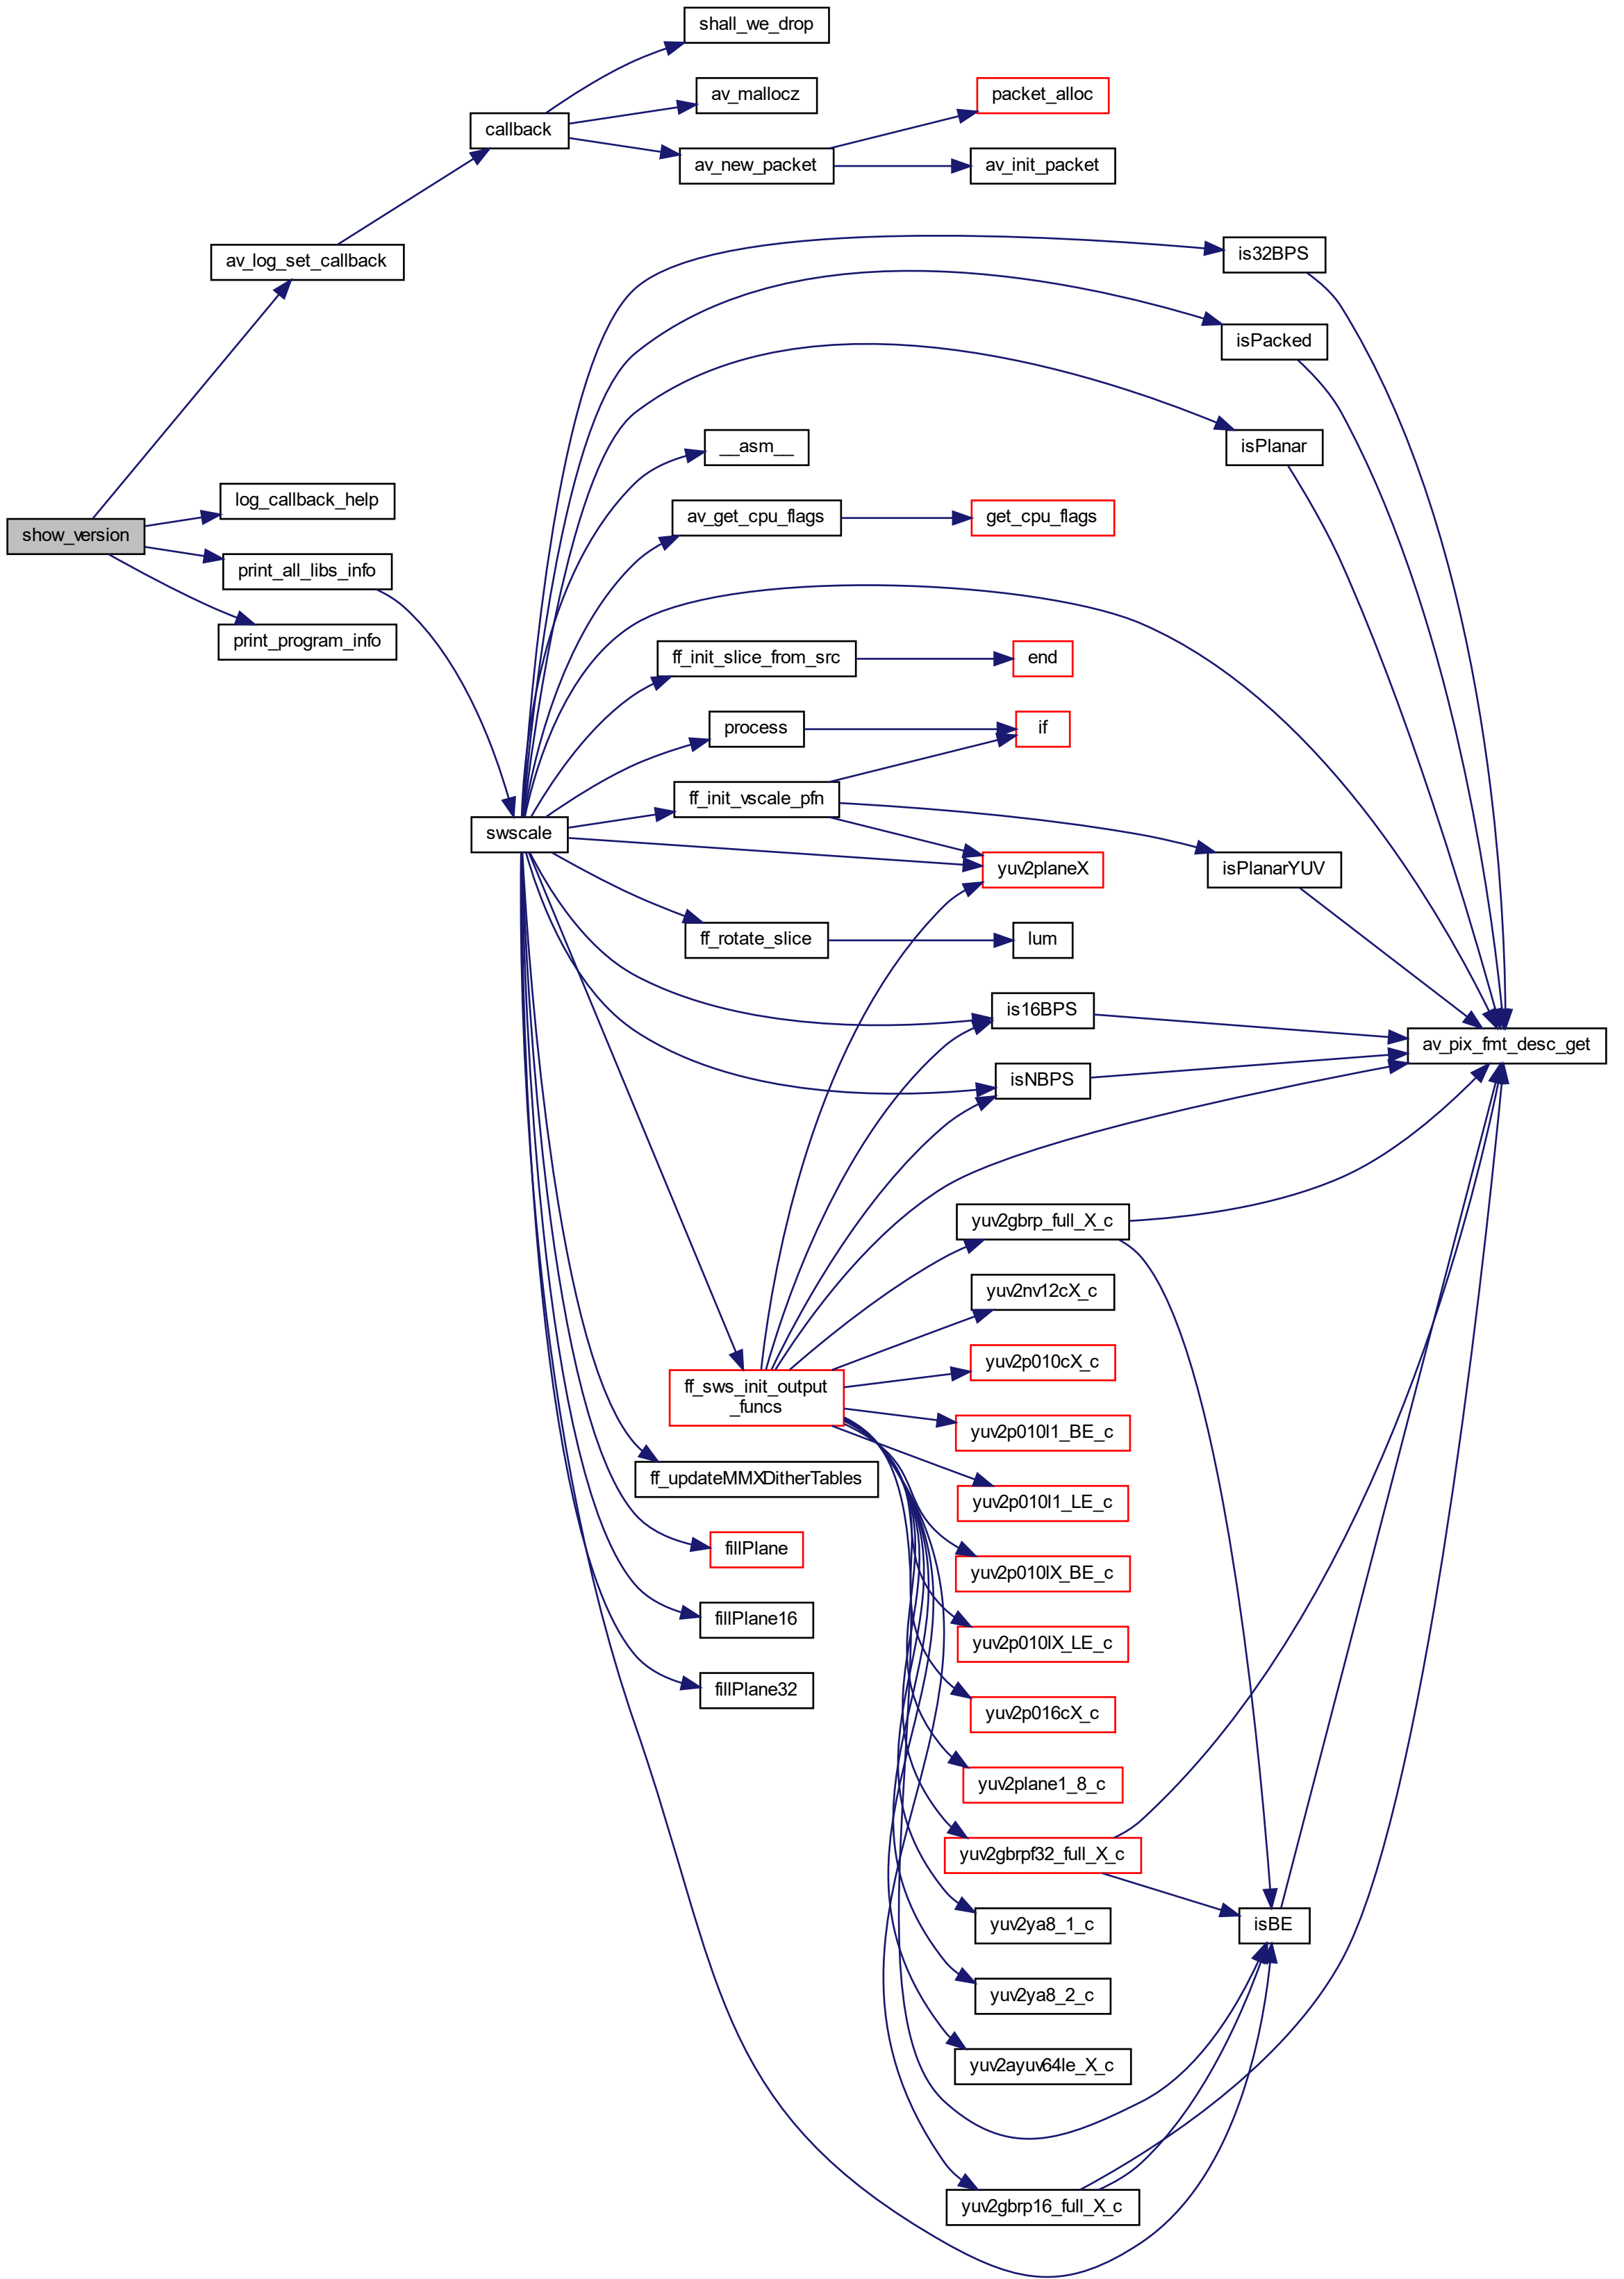 shall_we_drop
av_mallocz
packet_alloc
callback
av_new_packet
av_init_packet
av_log_set_callback
is32BPS
isPacked
isPlanar
__asm__
log_callback_help
av_get_cpu_flags
get_cpu_flags
show_version
print_all_libs_info
print_program_info
ff_init_slice_from_src
end
process
if
ff_init_vscale_pfn
swscale
yuv2planeX
isPlanarYUV
ff_rotate_slice
lum
is16BPS
av_pix_fmt_desc_get
isNBPS
yuv2gbrp_full_X_c
yuv2nv12cX_c
yuv2p010cX_c
ff_sws_init_output
_funcs
yuv2p010l1_BE_c
ff_updateMMXDitherTables
yuv2p010l1_LE_c
fillPlane
yuv2p010lX_BE_c
fillPlane16
yuv2p010lX_LE_c
fillPlane32
yuv2p016cX_c
yuv2plane1_8_c
yuv2gbrpf32_full_X_c
yuv2ya8_1_c
isBE
yuv2ya8_2_c
yuv2ayuv64le_X_c
yuv2gbrp16_full_X_c